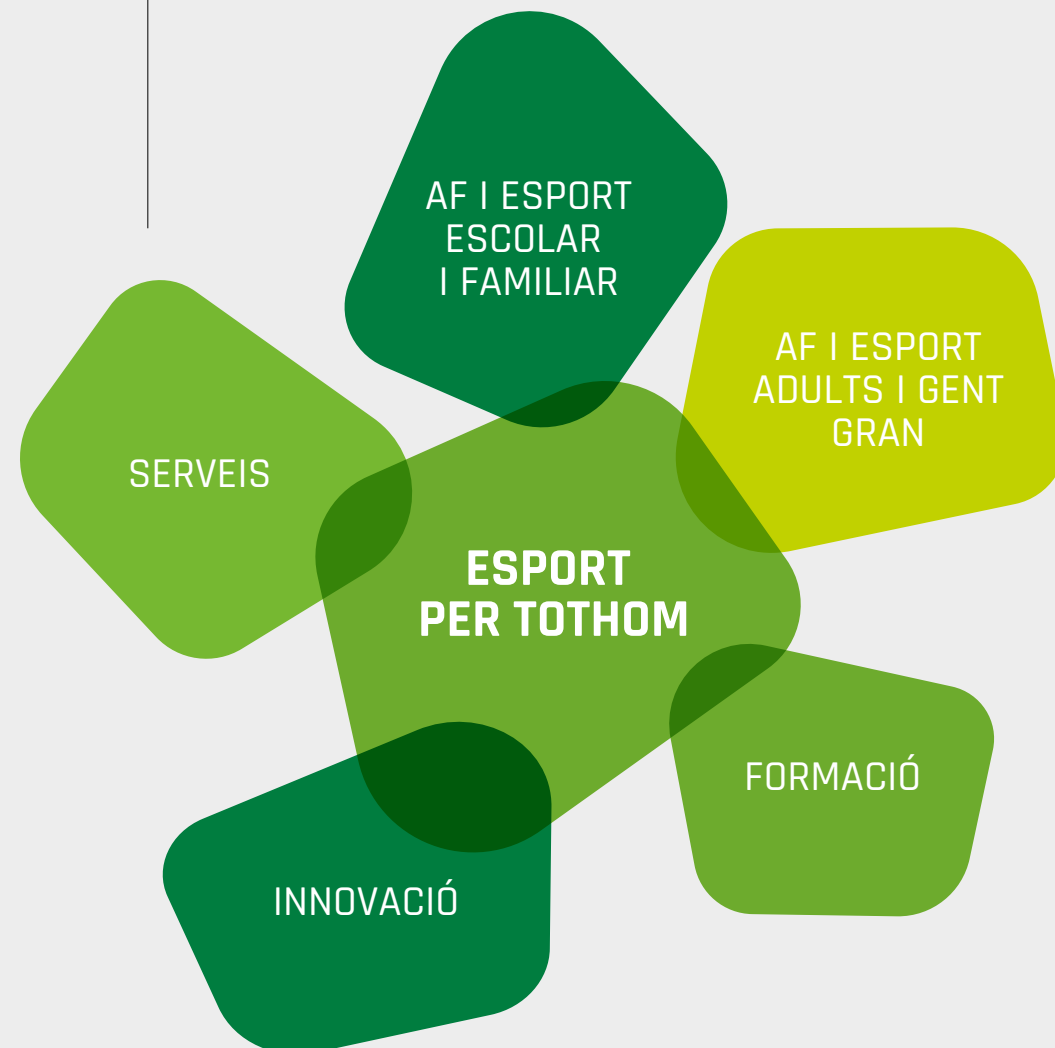 AF I ESPORT
ESCOLAR
I FAMILIAR
AF I ESPORT
ADULTS I GENT
GRAN
SERVEIS
ESPORT
PER TOTHOM
FORMACIÓ
INNOVACIÓ